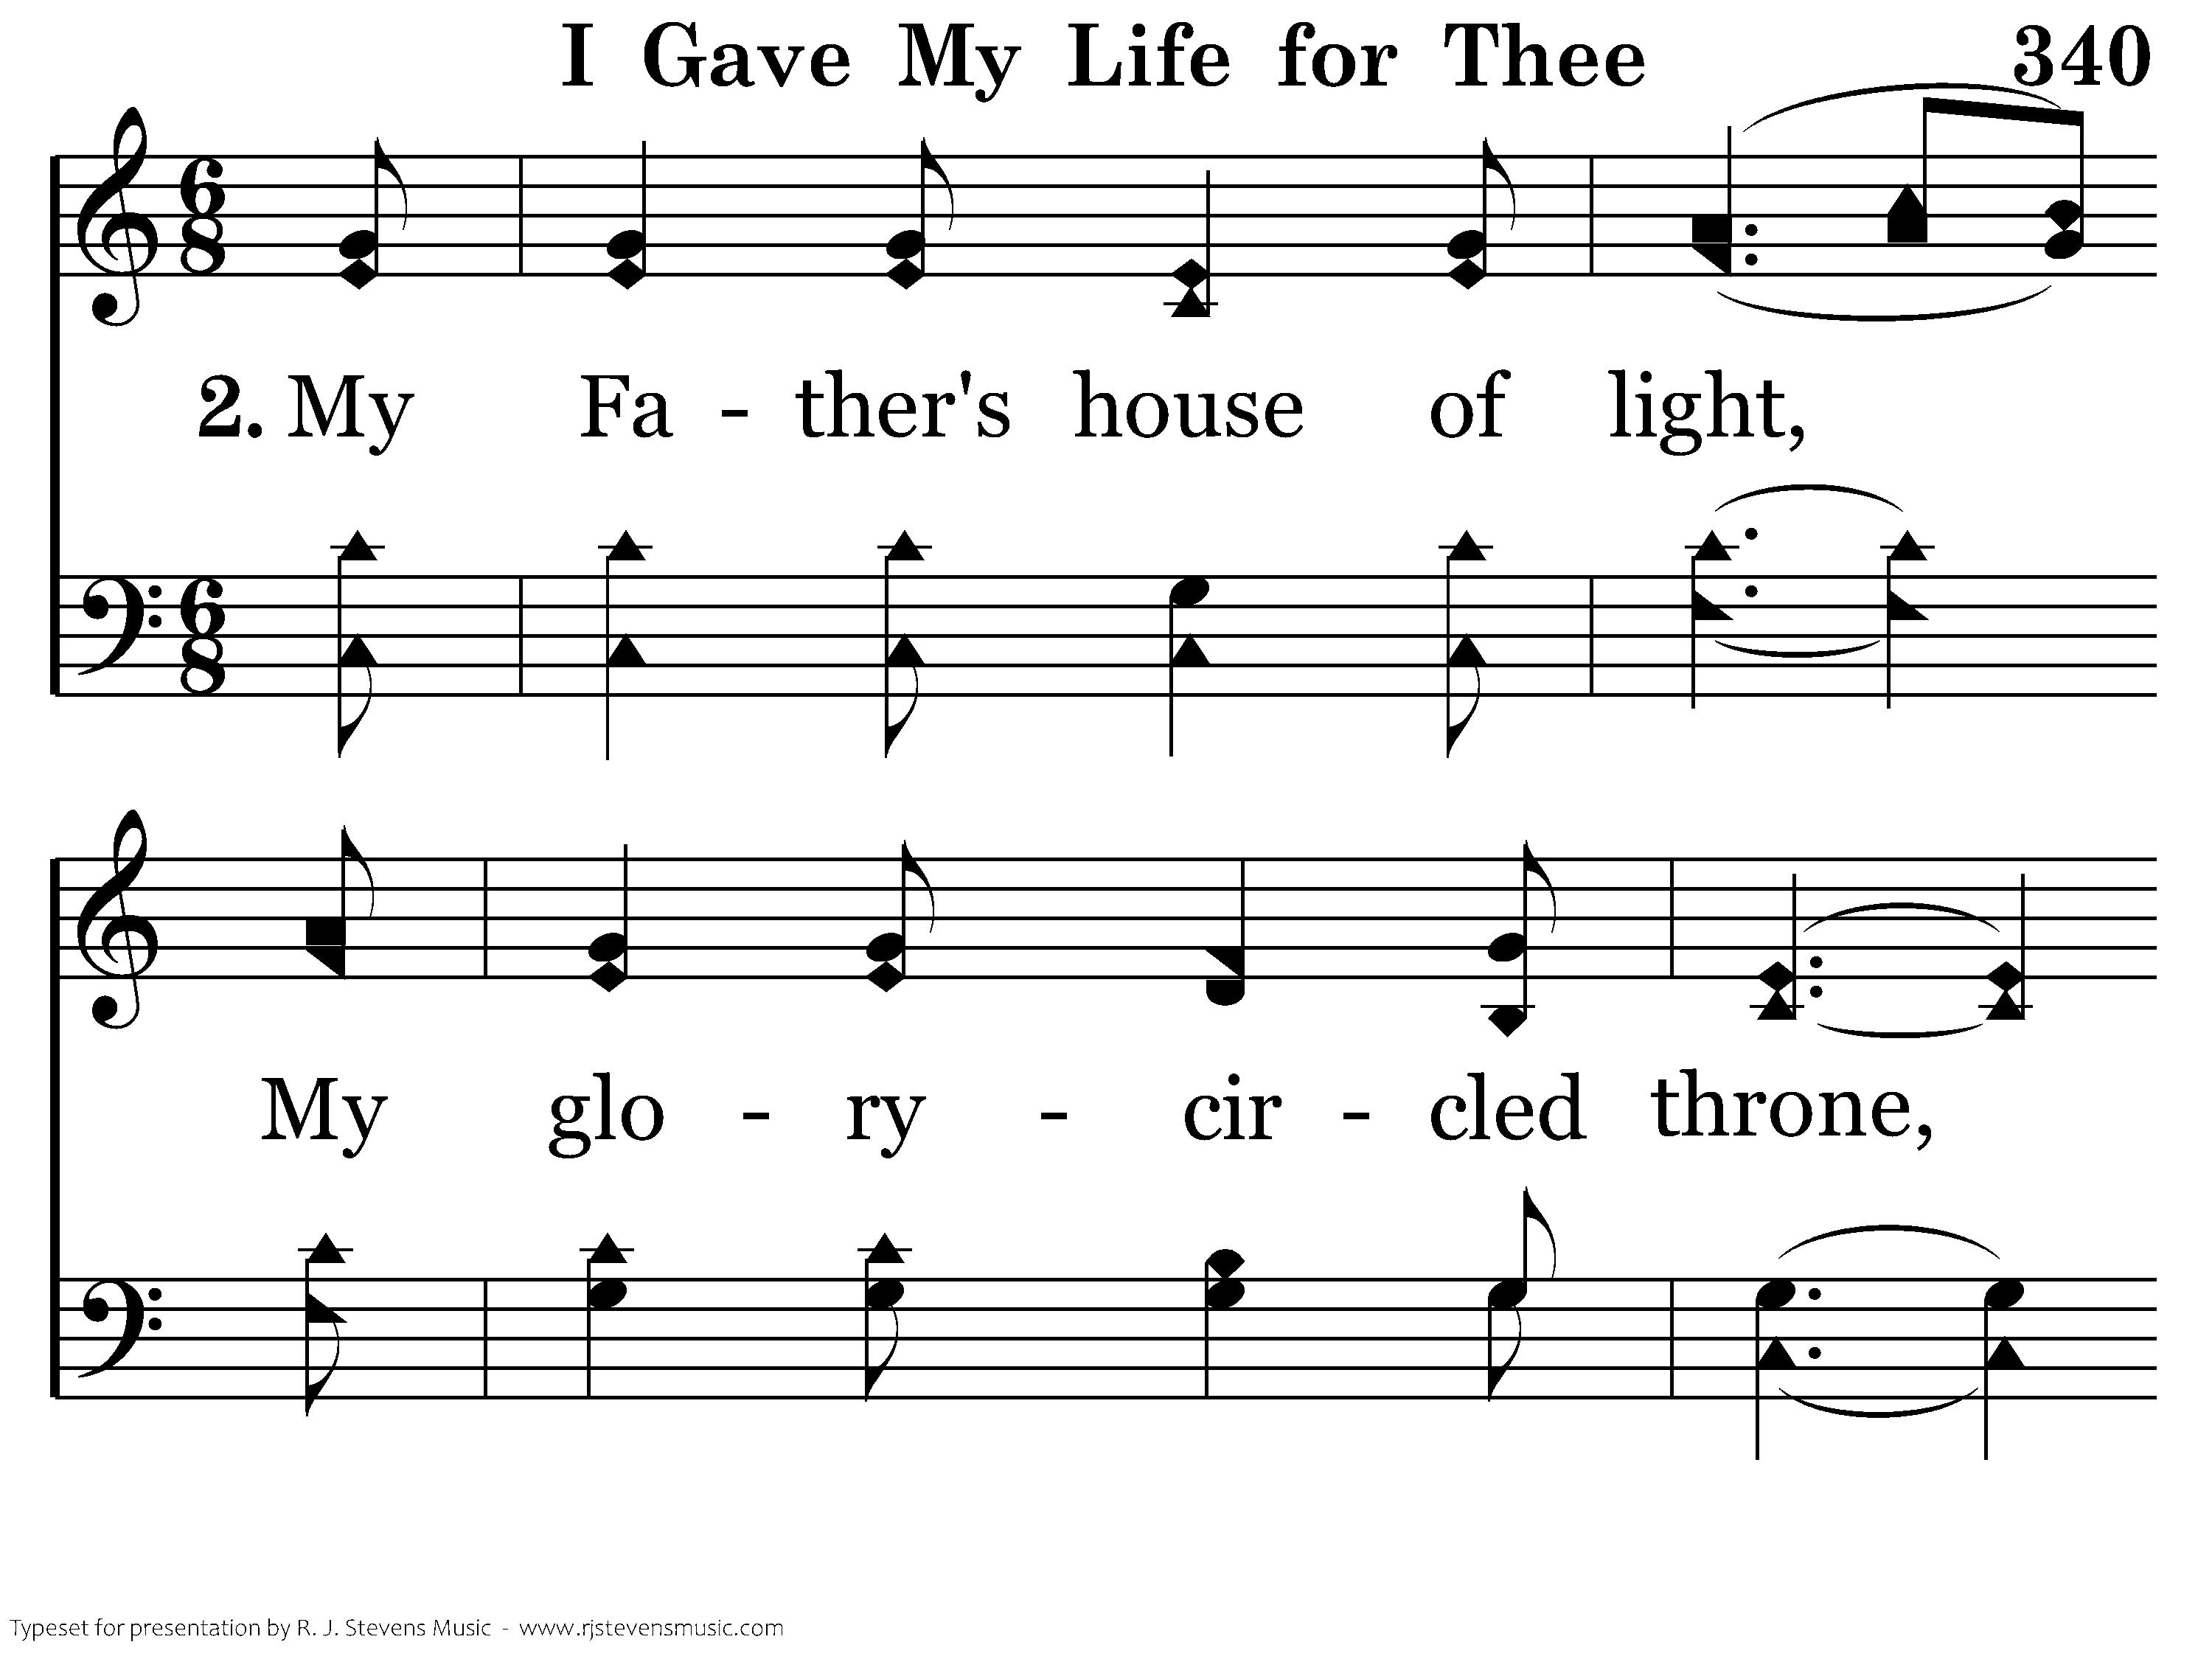 I Gave My Life for Thee 340
2. My Fa - ther's house of light,
My glo - ry - cir - cled throne,
Typeset for presentation by R. J. Stevens Music - www.rjstevensmusic.com